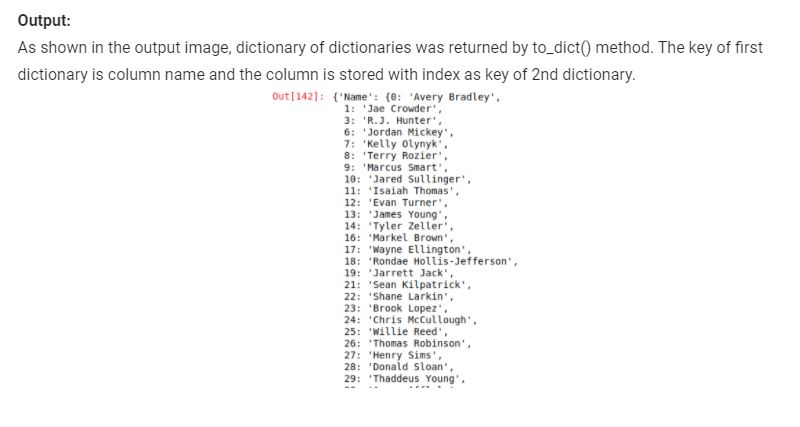 Output:
As shown in the output image, dictionary of dictionaries was returned by to_dict() method. The key of first
dictionary is column name and the column is stored with index as key of 2nd dictionary.
Out[142]: {'Name': {0: 'Avery Bradley',
1: 'Jae Crowder',
3: 'R.J. Hunter',
6: 'Jordan Mickey',
7: 'Kelly Olynyk',
8: 'Terry Rozier',
9: 'Marcus Smart',
10: 'Jared Sullinger',
11: 'Isaiah Thomas',
12: 'Evan Turner',
13: 'James Young',
14: 'Tyler Zeller',
16: 'Markel Brown',
17: 'Wayne Ellington',
18: 'Rondae Hollis-Jefferson',
19: 'Jarrett Jack',
21: 'Sean Kilpatrick',
22: 'Shane Larkin',
23: 'Brook Lopez',
24: 'Chris McCullough',
25: 'Willie Reed',
26: 'Thomas Robinson',
27: 'Henry Sims',
28: 'Donald Sloan',
29: 'Thaddeus Young',